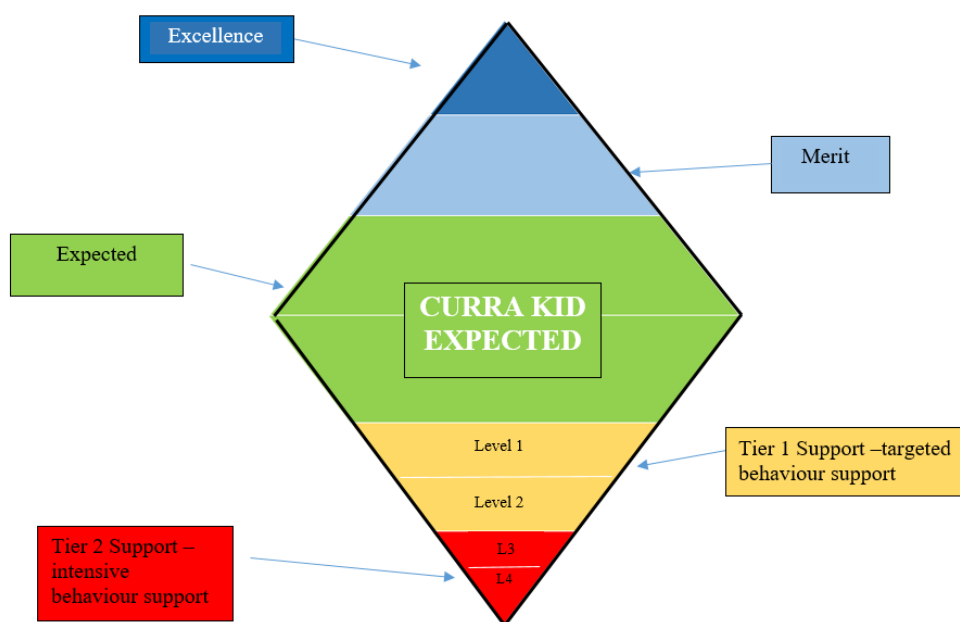 Excellence
Merit
Expected
CURRA KID
EXPECTED
Level 1
Tier 1 Support –targeted
behaviour support
Level 2
Tier 2 Support –
intensive
behaviour support
L3
L4